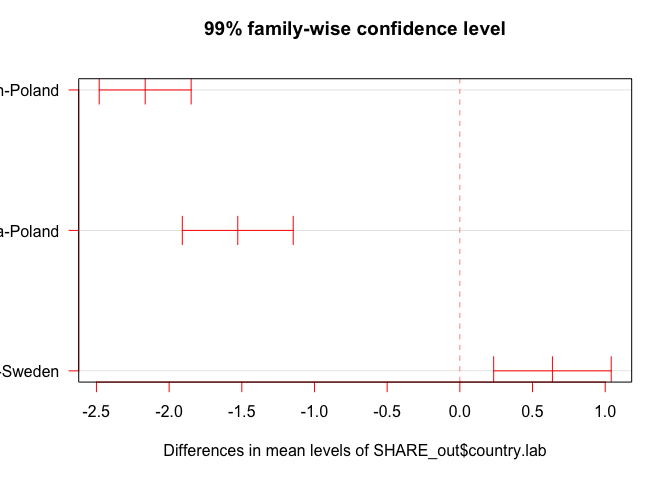 99% family-wise confidence level
n-Poland
a-Poland
-Sweden
-2.5 -2.0 -1.5 -1.0 -0.5 0.0 0.5 1.0
Differences in mean levels of SHARE_out$country.lab